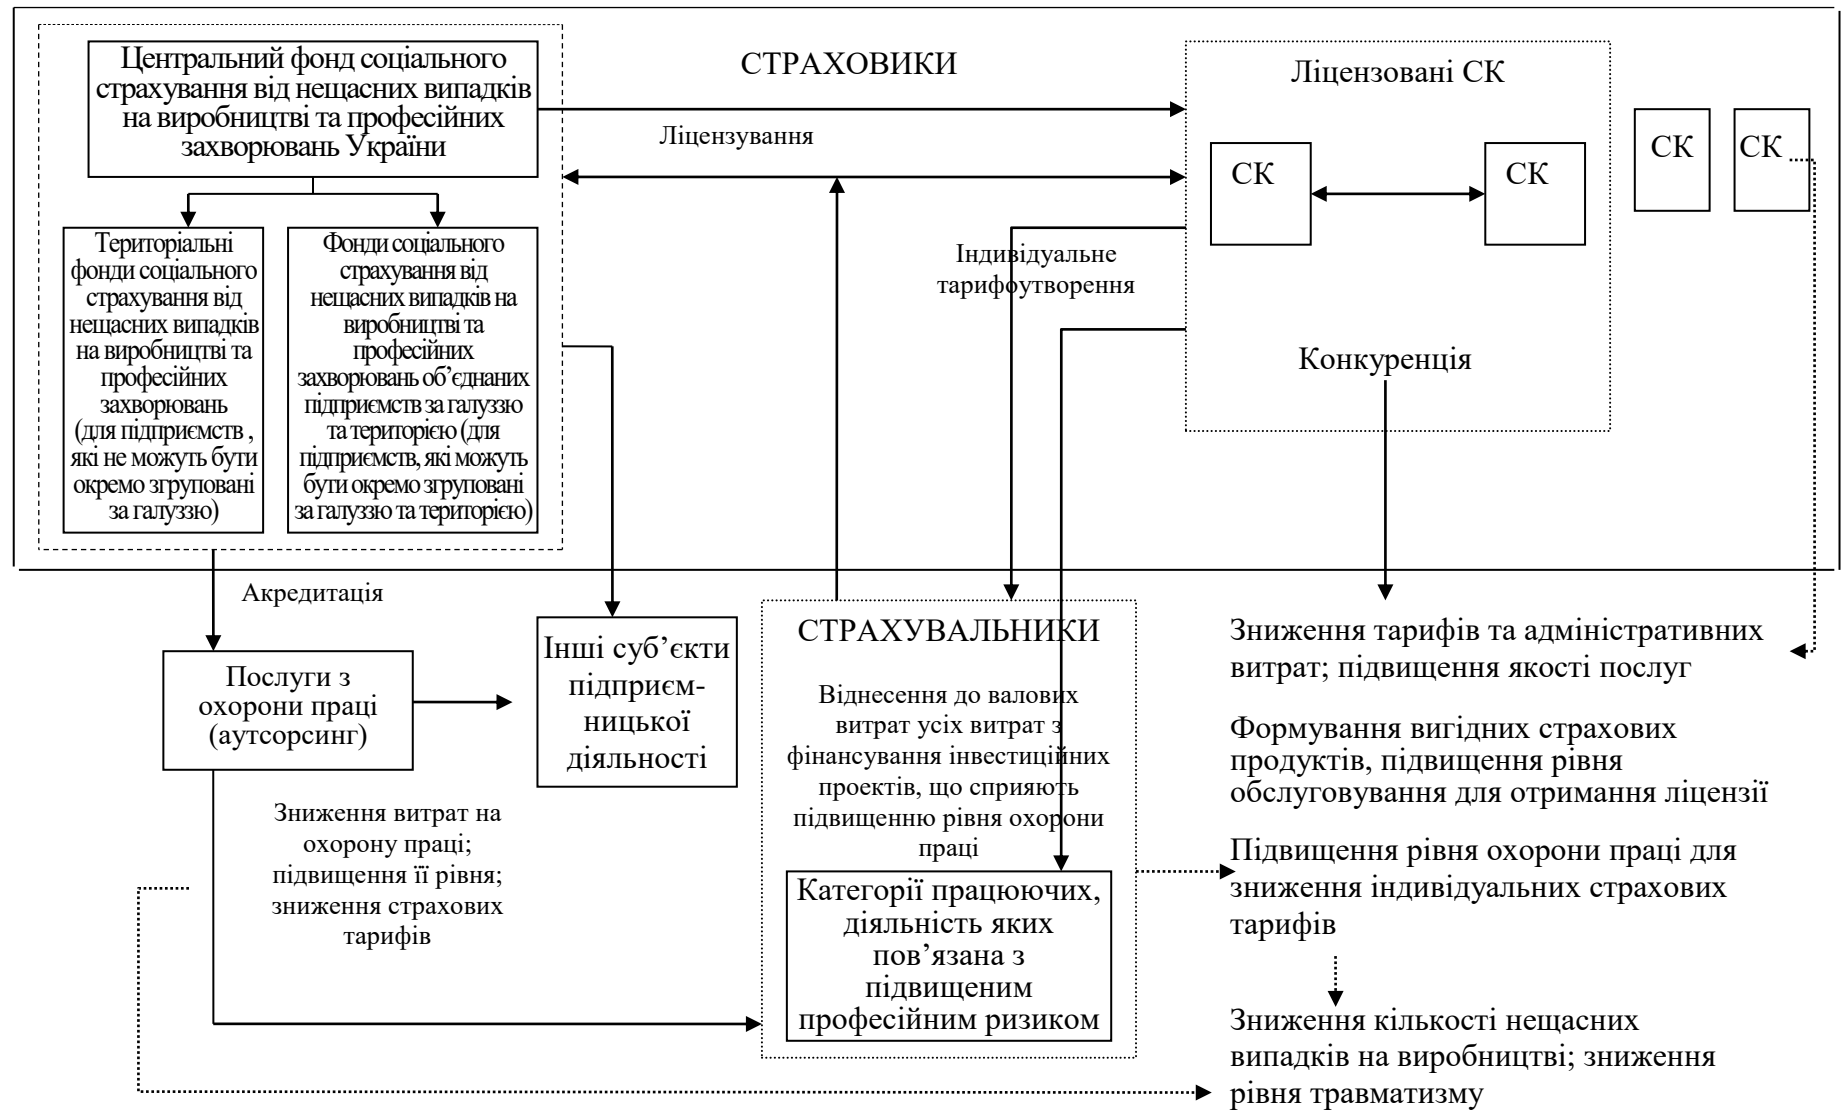 Центральний фонд соціального
страхування від нещасних випадків
на виробництві та професійних
захворювань України
СТРАХОВИКИ
Ліцензування
Ліцензовані СК
СК
СК
СК
СК
Конкуренція
Територіальні
фонди соціального
страхування від
нещасних випадків
на виробництві та
професійних
захворювань
(для підприємств ,
які не можуть бути
окремо згруповані
за галуззю)
Фонди соціального
страхування від
нещасних випадків на
виробництві та
професійних
захворювань об’єднаних
підприємств за галуззю
та територією (для
підприємств, які можуть
бути окремо згруповані
за галуззю та територією)
Індивідуальне
тарифоутворення
Акредитація
Послуги з
охорони праці
(аутсорсинг)
Інші суб’єкти
підприєм-
ницької
діяльності
Зниження витрат на
охорону праці;
підвищення її рівня;
зниження страхових
тарифів
СТРАХУВАЛЬНИКИ
Віднесення до валових
витрат усіх витрат з
фінансування інвестиційних
проектів, що сприяють
підвищенню рівня охорони
праці
Категорії працюючих,
діяльність яких
пов’язана з
підвищеним
професійним ризиком
Зниження тарифів та адміністративних
витрат; підвищення якості послуг
Формування вигідних страхових
продуктів, підвищення рівня
обслуговування для отримання ліцензії
Підвищення рівня охорони праці для
зниження індивідуальних страхових
тарифів
Зниження кількості нещасних
випадків на виробництві; зниження
рівня травматизму